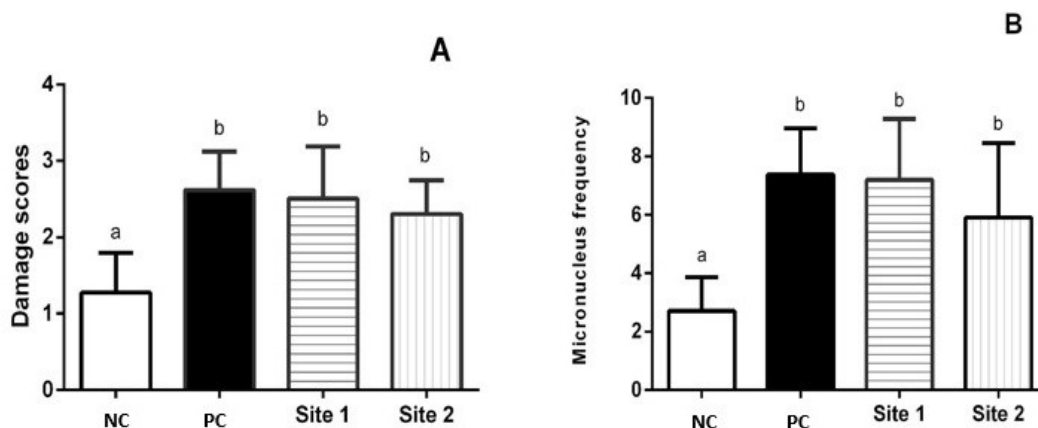 A
Damage scores
4
3
2
1
0
a
b
b
b
NC
PC
Site 1
Site 2
B
Micronucleus frequency
10
8
6
4
2
0
a
b
b
b
NC
PC
Site 1
Site 2